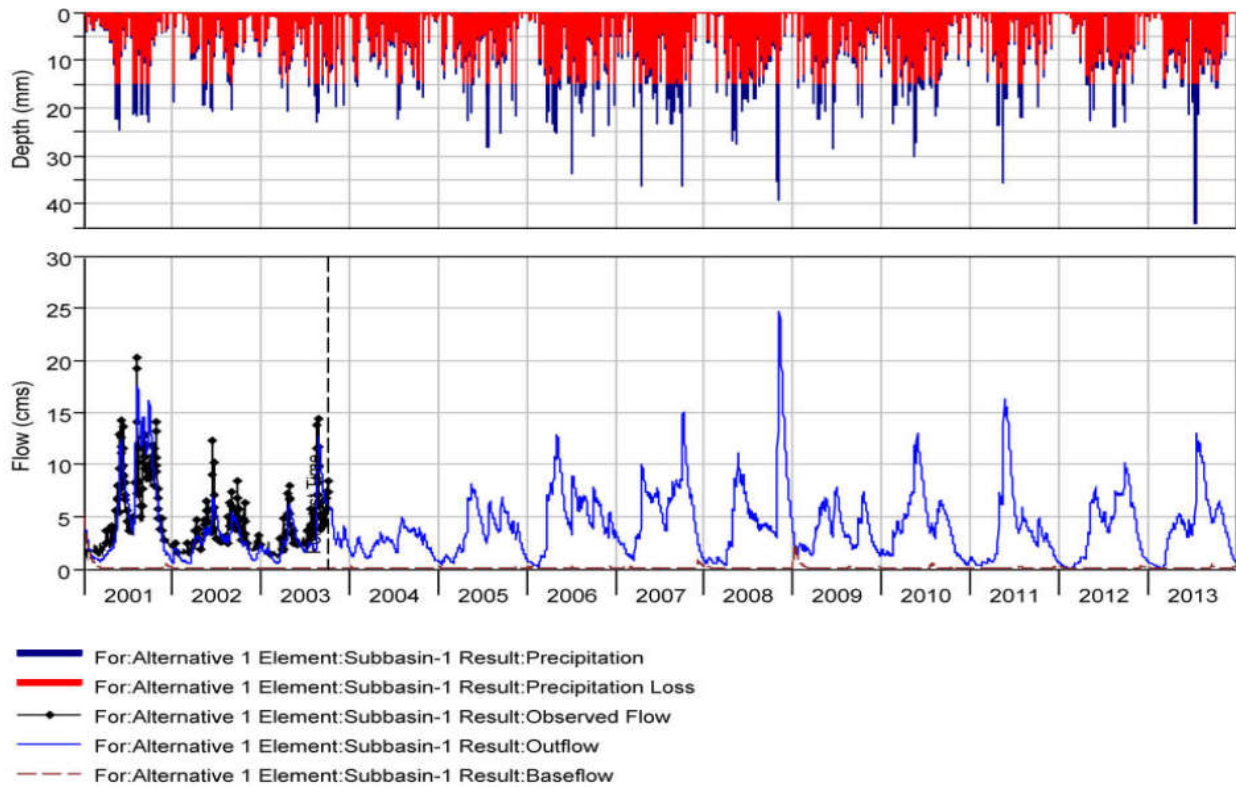 0
10
20
30
40
Depth (mm)
30
25
20
15
10
5
0
Flow (cms)
2001 2002 2003 2004 2005 2006 2007 2008 2009 2010 2011 2012 2013
For:Alternative 1 Element:Subbasin-1 Result:Precipitation
For:Alternative 1 Element:Subbasin-1 Result:Precipitation Loss
For:Alternative 1 Element:Subbasin-1 Result:Observed Flow
For:Alternative 1 Element:Subbasin-1 Result:Outflow
For:Alternative 1 Element:Subbasin-1 Result:Baseflow